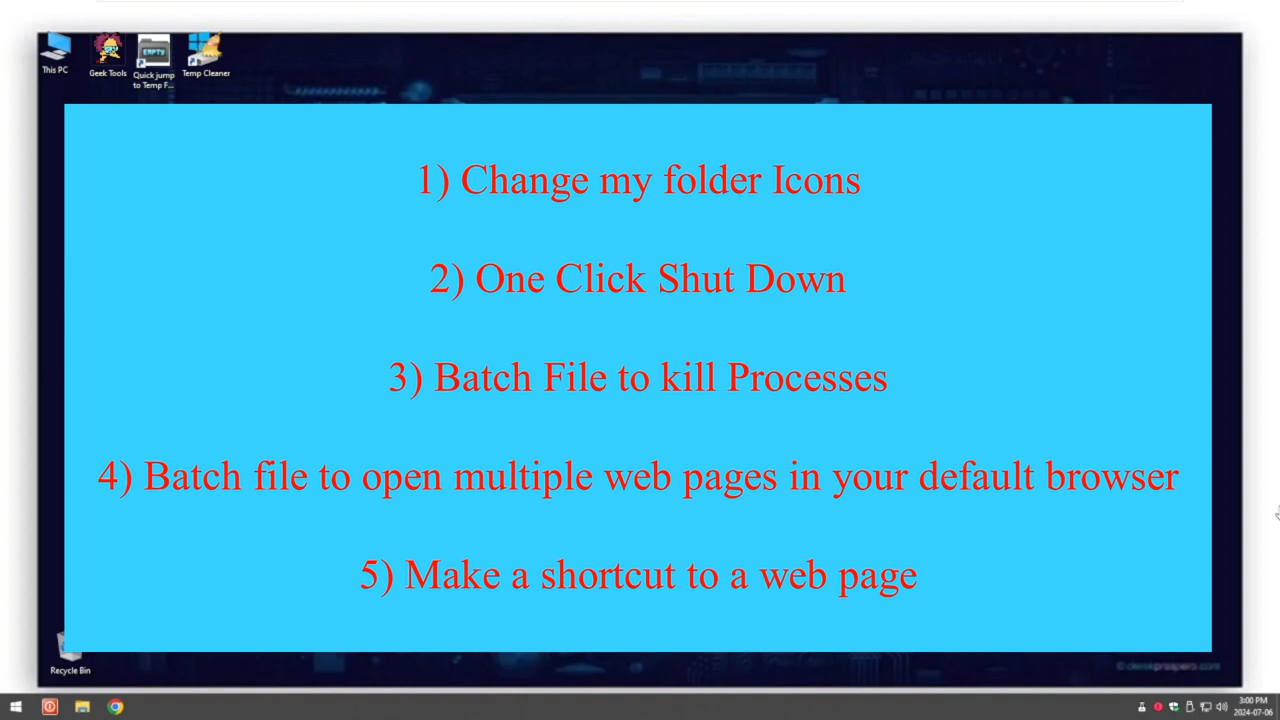 This PC
Geek Tools
Quick jump
to Temp F...
Temp Cleaner
EMPTY
1) Change my folder Icons
2) One Click Shut Down
3) Batch File to kill Processes
4) Batch file to open multiple web pages in your default browser
5) Make a shortcut to a web page
Recycle Bin
3:00 PM
2024-07-06